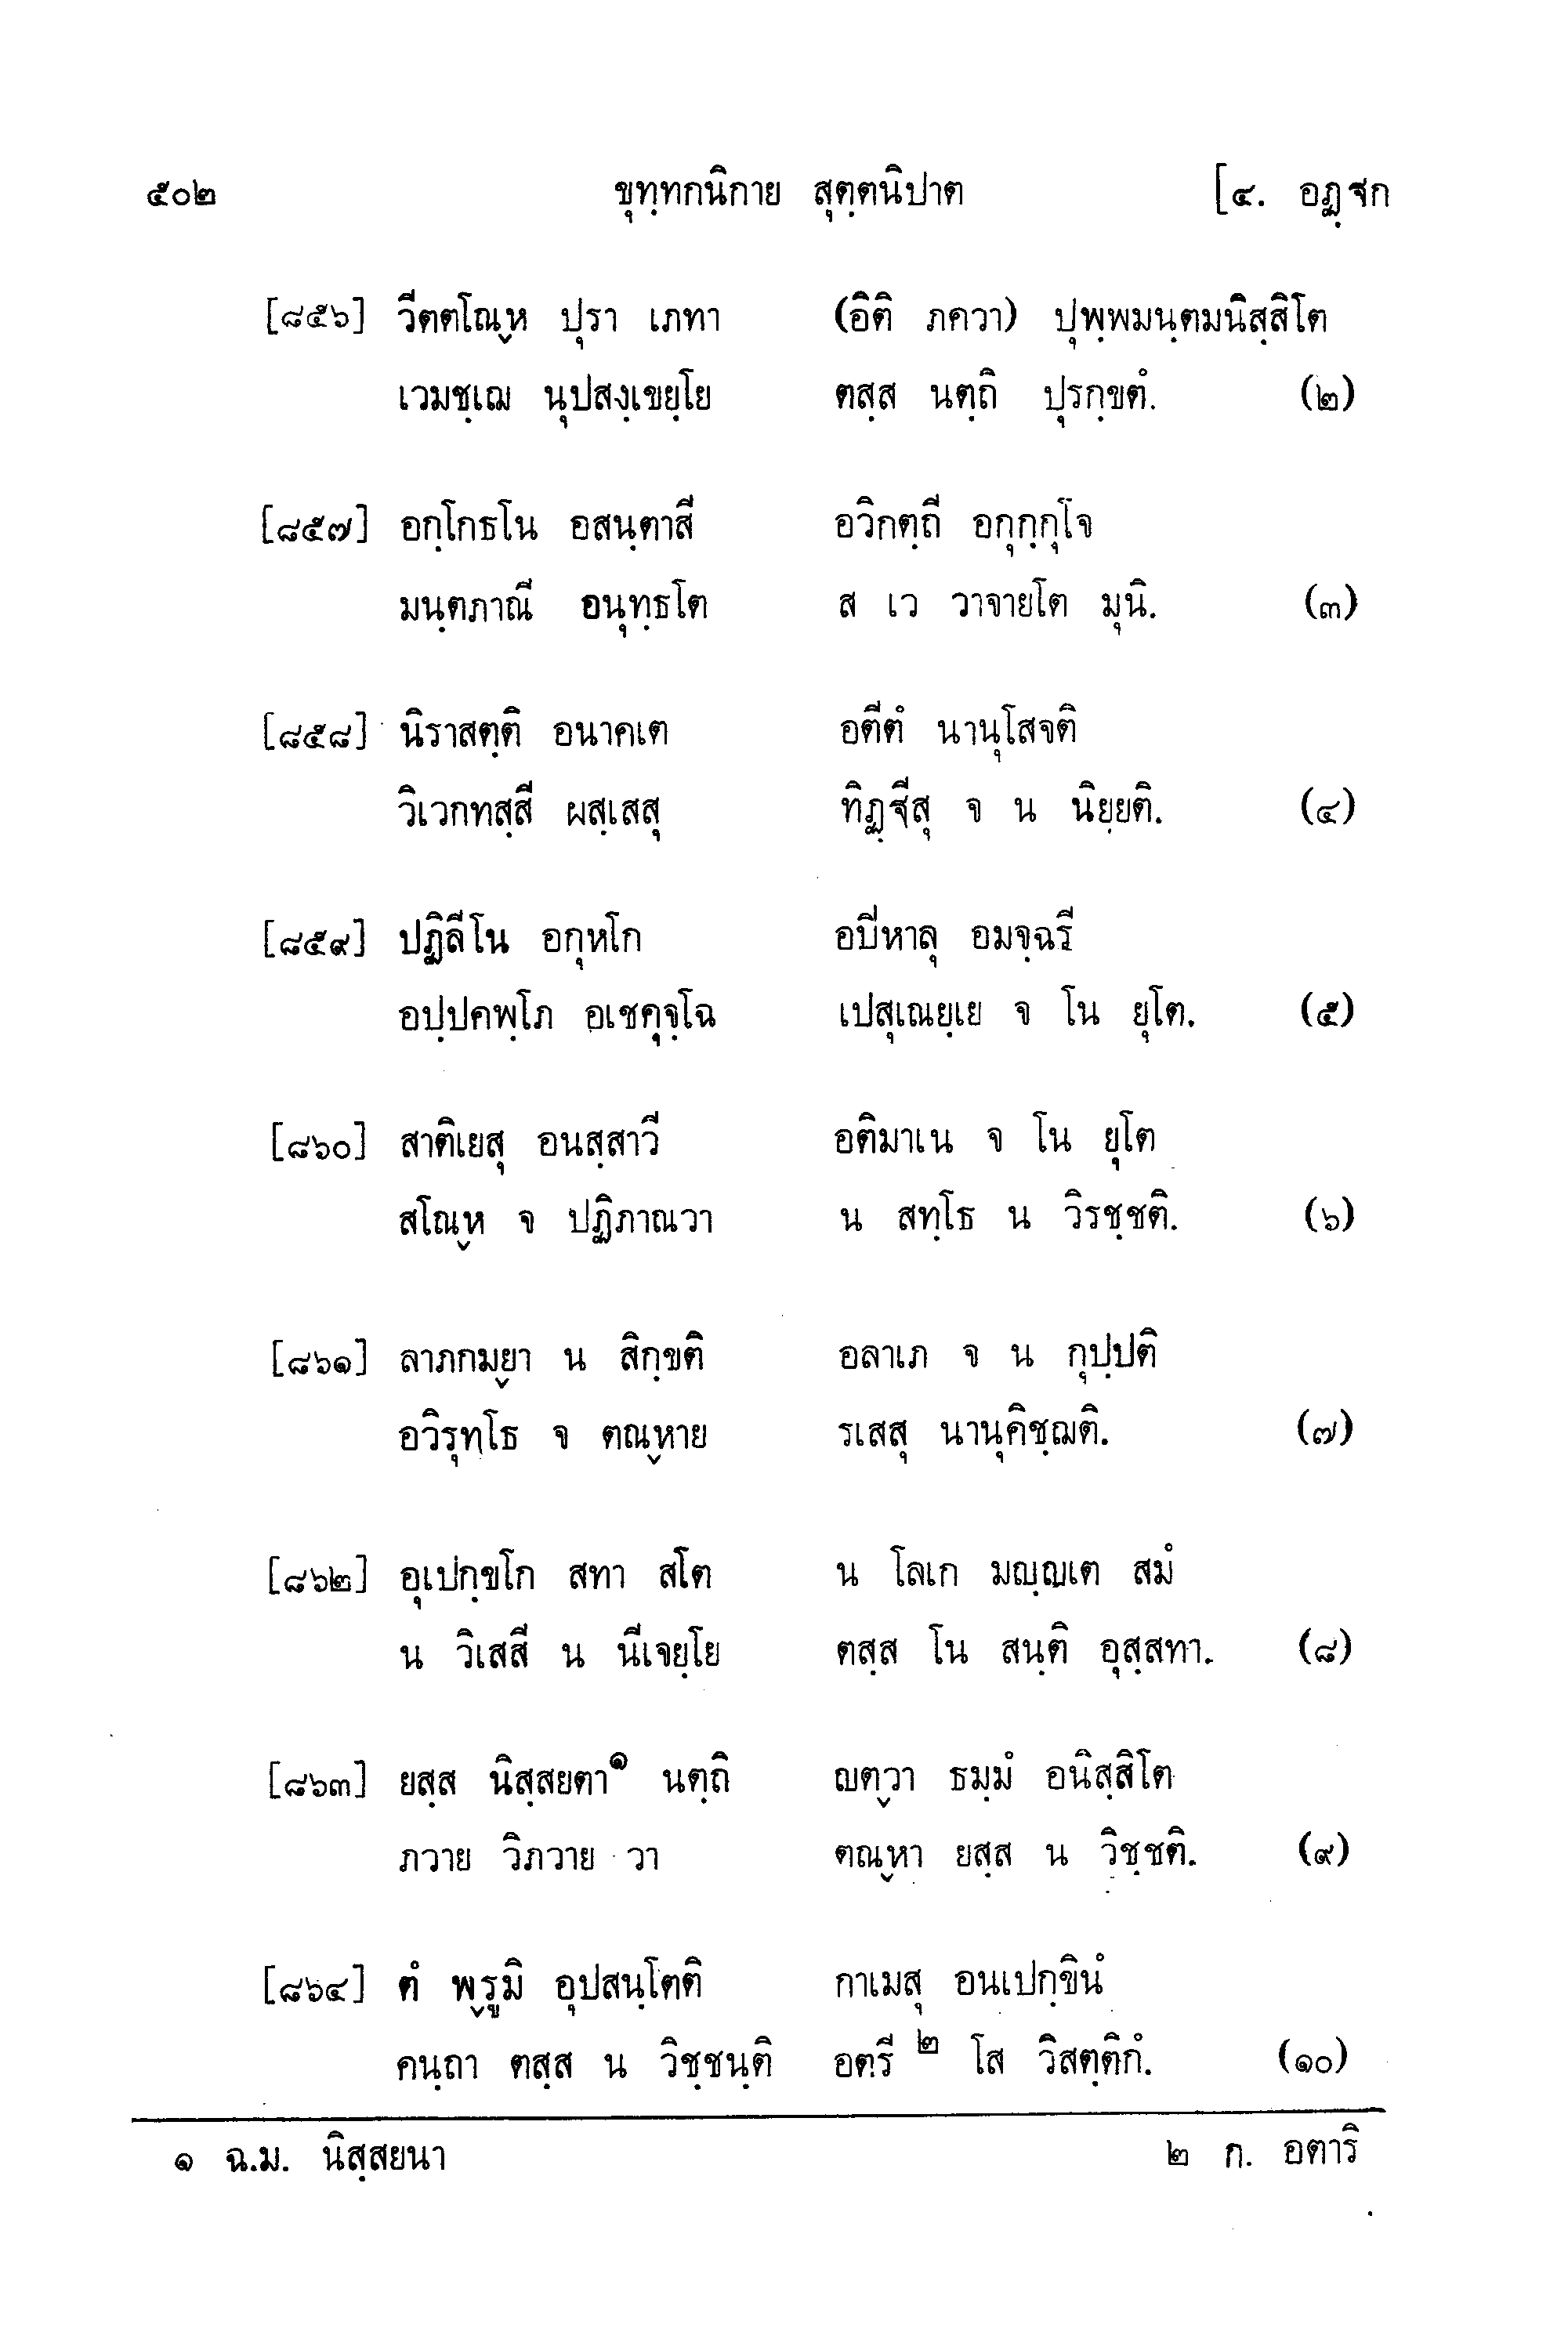 ๕๐๒ ขุทฺทกนิกาย สุตฺตนิปาต [๔. อฏฺฐก
[๘๕๖] วีตตโณฺห ปุรา เภทา (อิติ ภควา) ปุพฺพมนฺตมนิสฺสิโต
เวมชฺเฌ นุปสงฺเขยฺโย ตสฺส นตฺถิ ปุรกฺขตํ. (๒)
[๘๕๗] อกฺโกธโน อสนฺตาสี อวิกตฺถี อกุกฺกุโจ
มนฺตภาณี อนุทฺธโต ส เว วาจายโต มุนิ. (๓)
[๘๕๘] นิราสตฺติ อนาคเต อตีตํ นานุโสจติ
วิเวกทสฺสี ผสฺเสสุ ทิฏฺฐีสุ จ น นิยฺยติ. (๔)
[๘๕๙] ปฏิลีโน อกุหโก อปิหาลุ อมจฺฉรี
อปฺปคพฺโภ อเชคุจฺโฉ เปสุเณยฺเย จ โน ยุโต. (๕)
[๘๖๐] สาติเยสุ อนสฺสาวี อติมาเน จ โน ยุโต
สโณฺห จ ปฏิภาณวา น สทฺโธ น วิรชฺชติ. (๖)
[๘๖๑] ลาภกมฺยา น สิกฺขติ อลาเภ จ น กุปฺปติ
อวิรุทฺโธ จ ตณฺหาย รเสสุ นานุคิชฺฌติ. (๗)
[๘๖๒] อุเปกฺขโก สทา สโต น โลเก มญฺญเต สมํ
น วิเสสี น นีเจยฺโย ตสฺส โน สนฺติ อุสฺสทา. (๘)
[๘๖๓] ยสฺส นิสฺสยตา๑ นตฺถิ ญตฺวา ธมฺมํ อนิสฺสิโต
ภวาย วิภวาย วา ตณฺหา ยสฺส น วิชฺชติ. (๙)
[๘๖๔] ตํ พฺรูมิ อุปสนฺโตติ กาเมสุ อนเปกฺขินํ
คนฺถา ตสฺส น วิชฺชนฺติ อตฺรี ๒ โส วิสตฺติกํ. (๑๐)
๑ ฉ.ม. นิสฺสยนา ๒ ก. อตาริ